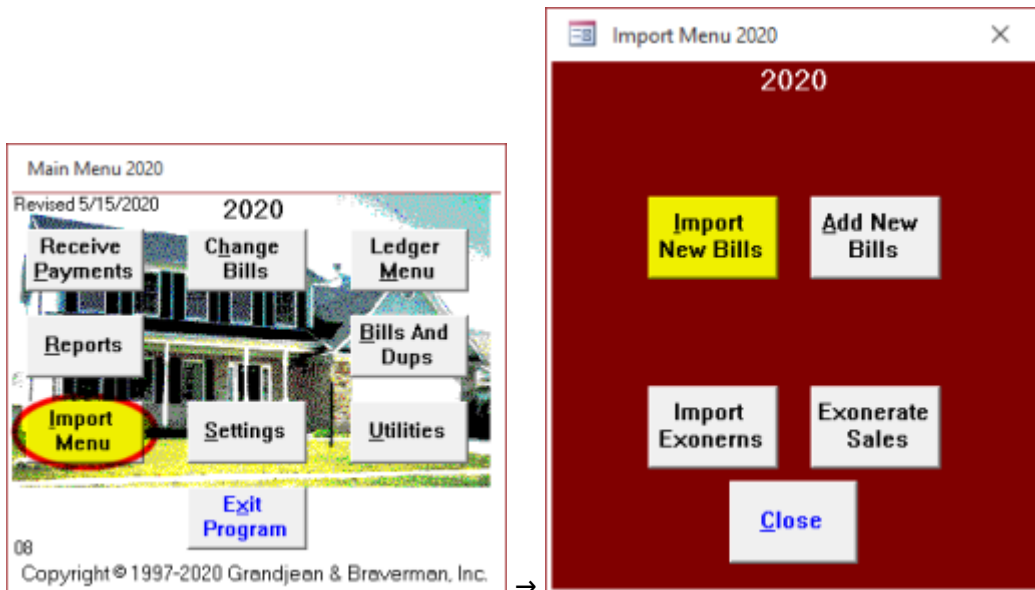 Main Menu 2020
Revised 5/15/2020
2020
Receive
Payments
Change
Bills
Ledger
Menu
Reports
Bills And
Dups
Import
Menu
Settings
Utilities
Exit
Program
08
Copyright © 1997-2020 Grandjean & Braverman, Inc.
→
Import Menu 2020
2020
Import
New Bills
Add New
Bills
Import
Exonerns
Exonerate
Sales
Close